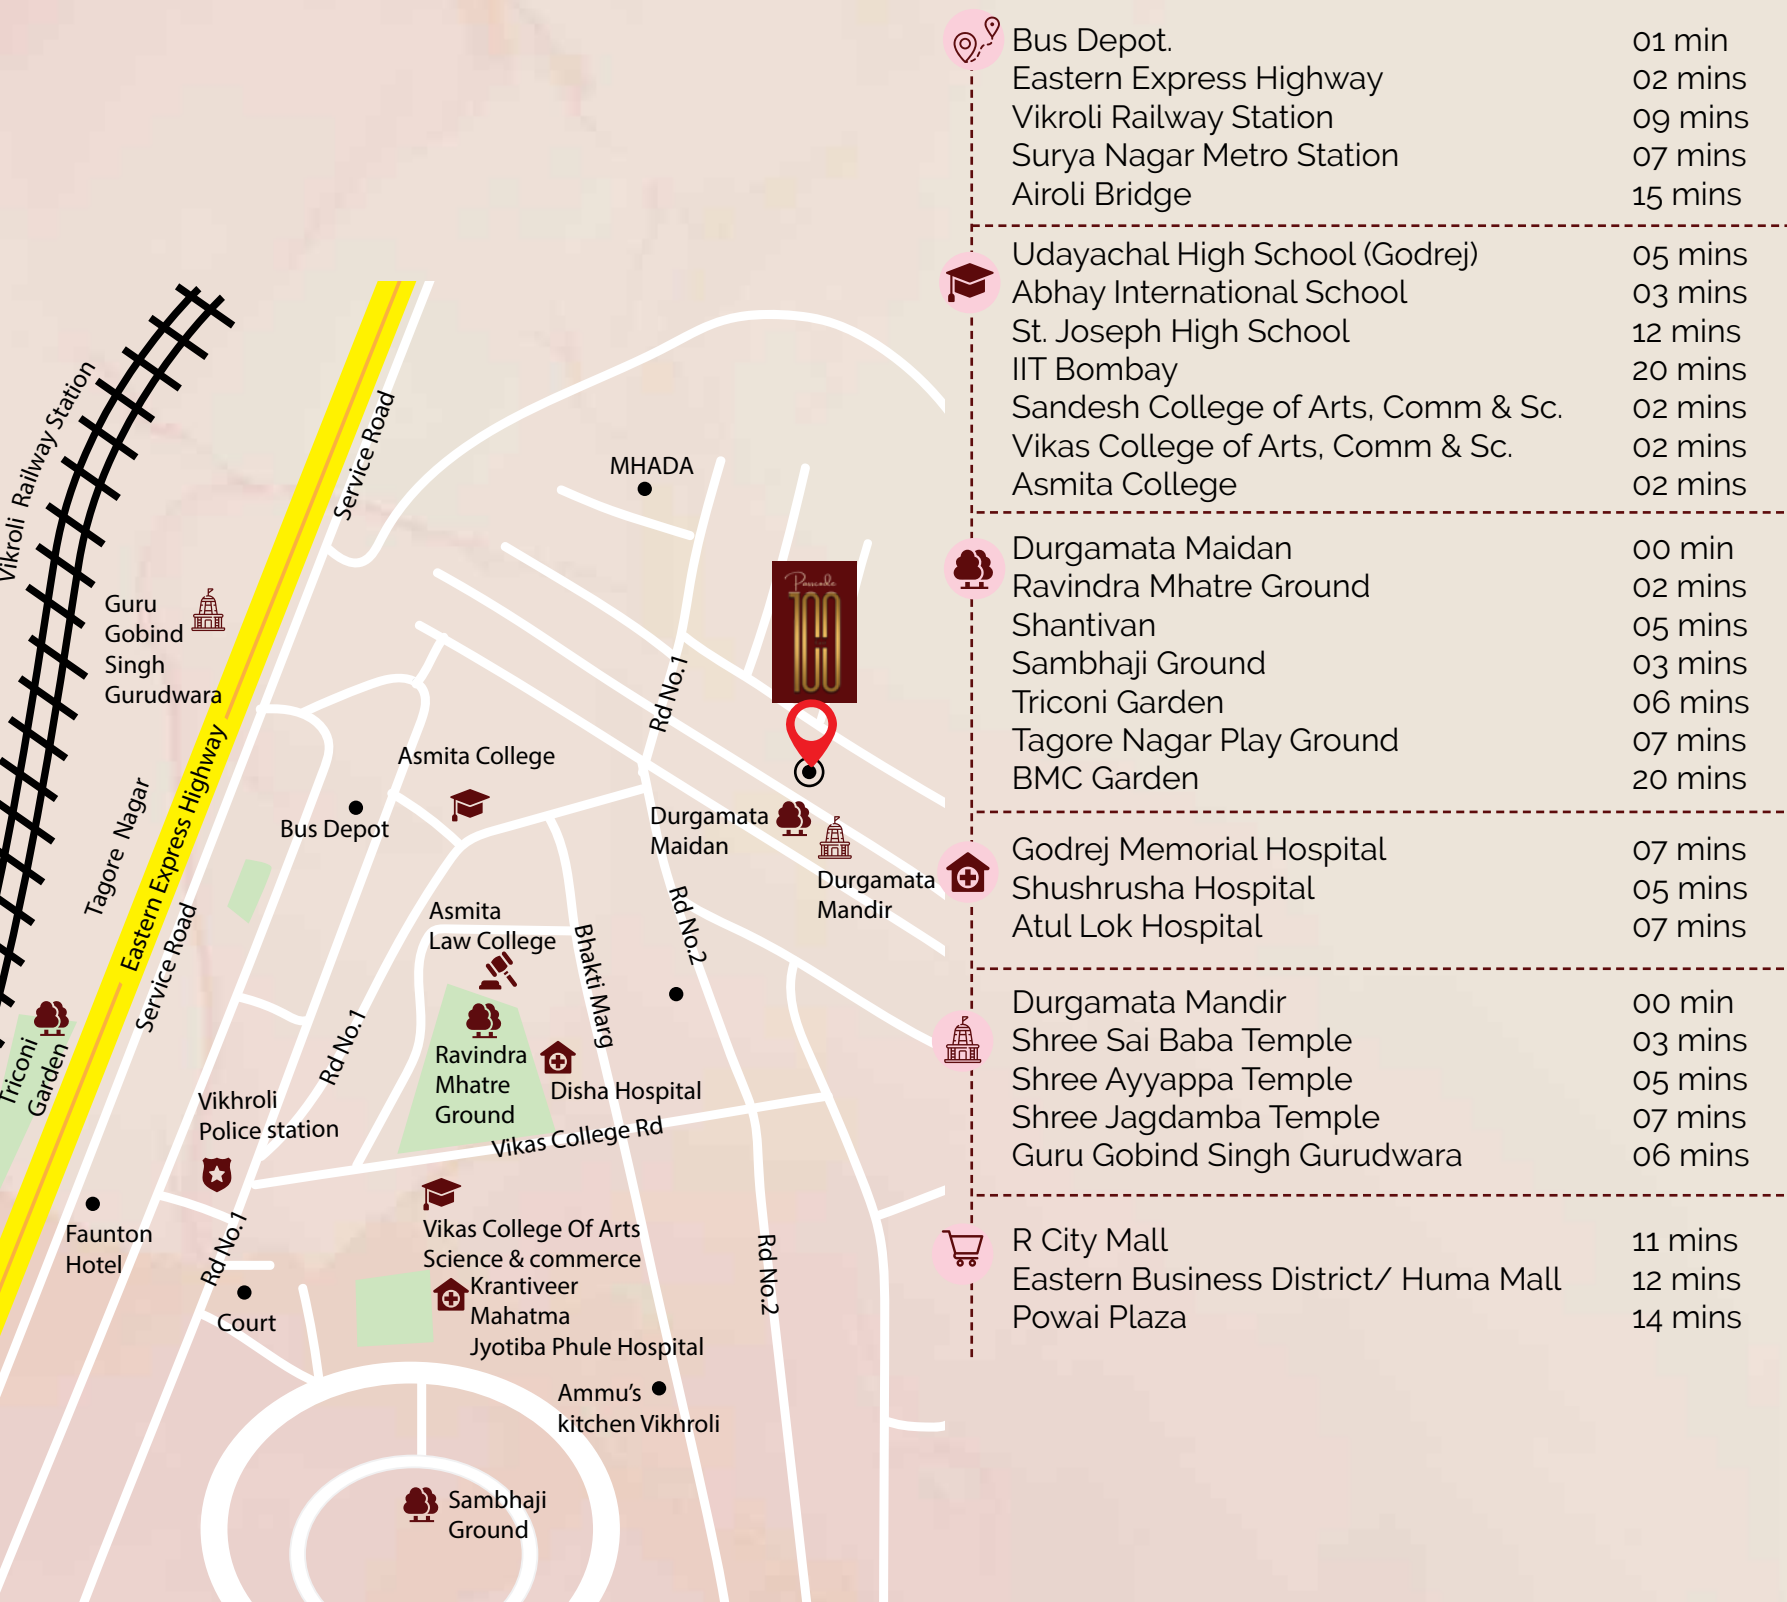 Bus Depot. 01 min
Eastern Express Highway 02 mins
Vikroli Railway Station 09 mins
Surya Nagar Metro Station 07 mins
Airoli Bridge 15 mins
Udayachal High School (Godrej) 05 mins
Abhay International School 03 mins
St. Joseph High School 12 mins
IIT Bombay 20 mins
Sandesh College of Arts, Comm & Sc. 02 mins
Vikas College of Arts, Comm & Sc. 02 mins
Asmita College 02 mins
Durgamata Maidan 00 min
Ravindra Mhatre Ground 02 mins
Shantivan 05 mins
Sambhaji Ground 03 mins
Triconi Garden 06 mins
Tagore Nagar Play Ground 07 mins
BMC Garden 20 mins
Godrej Memorial Hospital 07 mins
Shushrusha Hospital 05 mins
Atul Lok Hospital 07 mins
Durgamata Mandir 00 min
Shree Sai Baba Temple 03 mins
Shree Ayyappa Temple 05 mins
Shree Jagdamba Temple 07 mins
Guru Gobind Singh Gurudwara 06 mins
R City Mall 11 mins
Eastern Business District/ Huma Mall 12 mins
Powai Plaza 14 mins
Vikroli Railway Station
Service Road
MHADA
Passcode
100
Guru
Gobind
Singh
Gurudwara
Rd No.1
Eastern Express Highway
Tagore Nagar
Asmita College
Bus Depot
Durgamata
Maidan
Durgamata
Mandir
Service Road
Asmita
Law College
Bhakti Marg
Rd No.2
Triconi
Garden
Rd No.1
Ravindra
Mhatre
Ground
Disha Hospital
Vikhroli
Police station
Vikas College Rd
Faunton
Hotel
Rd No.1
Court
Vikas College Of Arts
Science & commerce
Krantiveer
Mahatma
Jyotiba Phule Hospital
Rd No.2
Ammu's
kitchen Vikhroli
Sambhaji
Ground